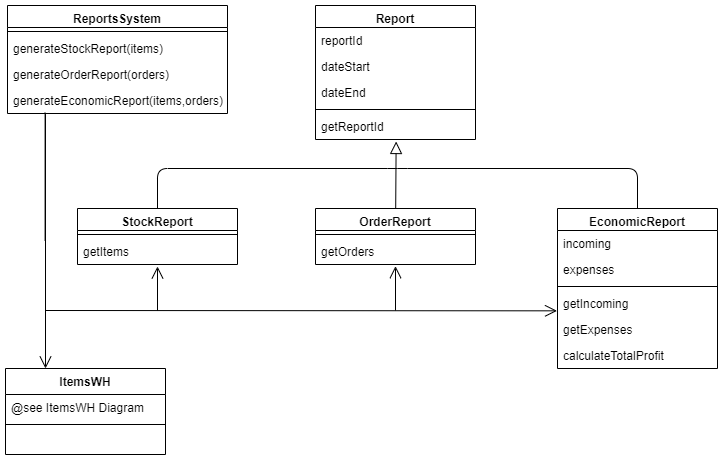 ReportsSystem
generateStockReport(items)
generateOrderReport(orders)
generateEconomicReport(items,orders)
Report
reportId
dateStart
dateEnd
getReportId
StockReport
getItems
OrderReport
getOrders
EconomicReport
incoming
expenses
getIncoming
getExpenses
calculateTotalProfit
ItemsWH
@see ItemsWH Diagram